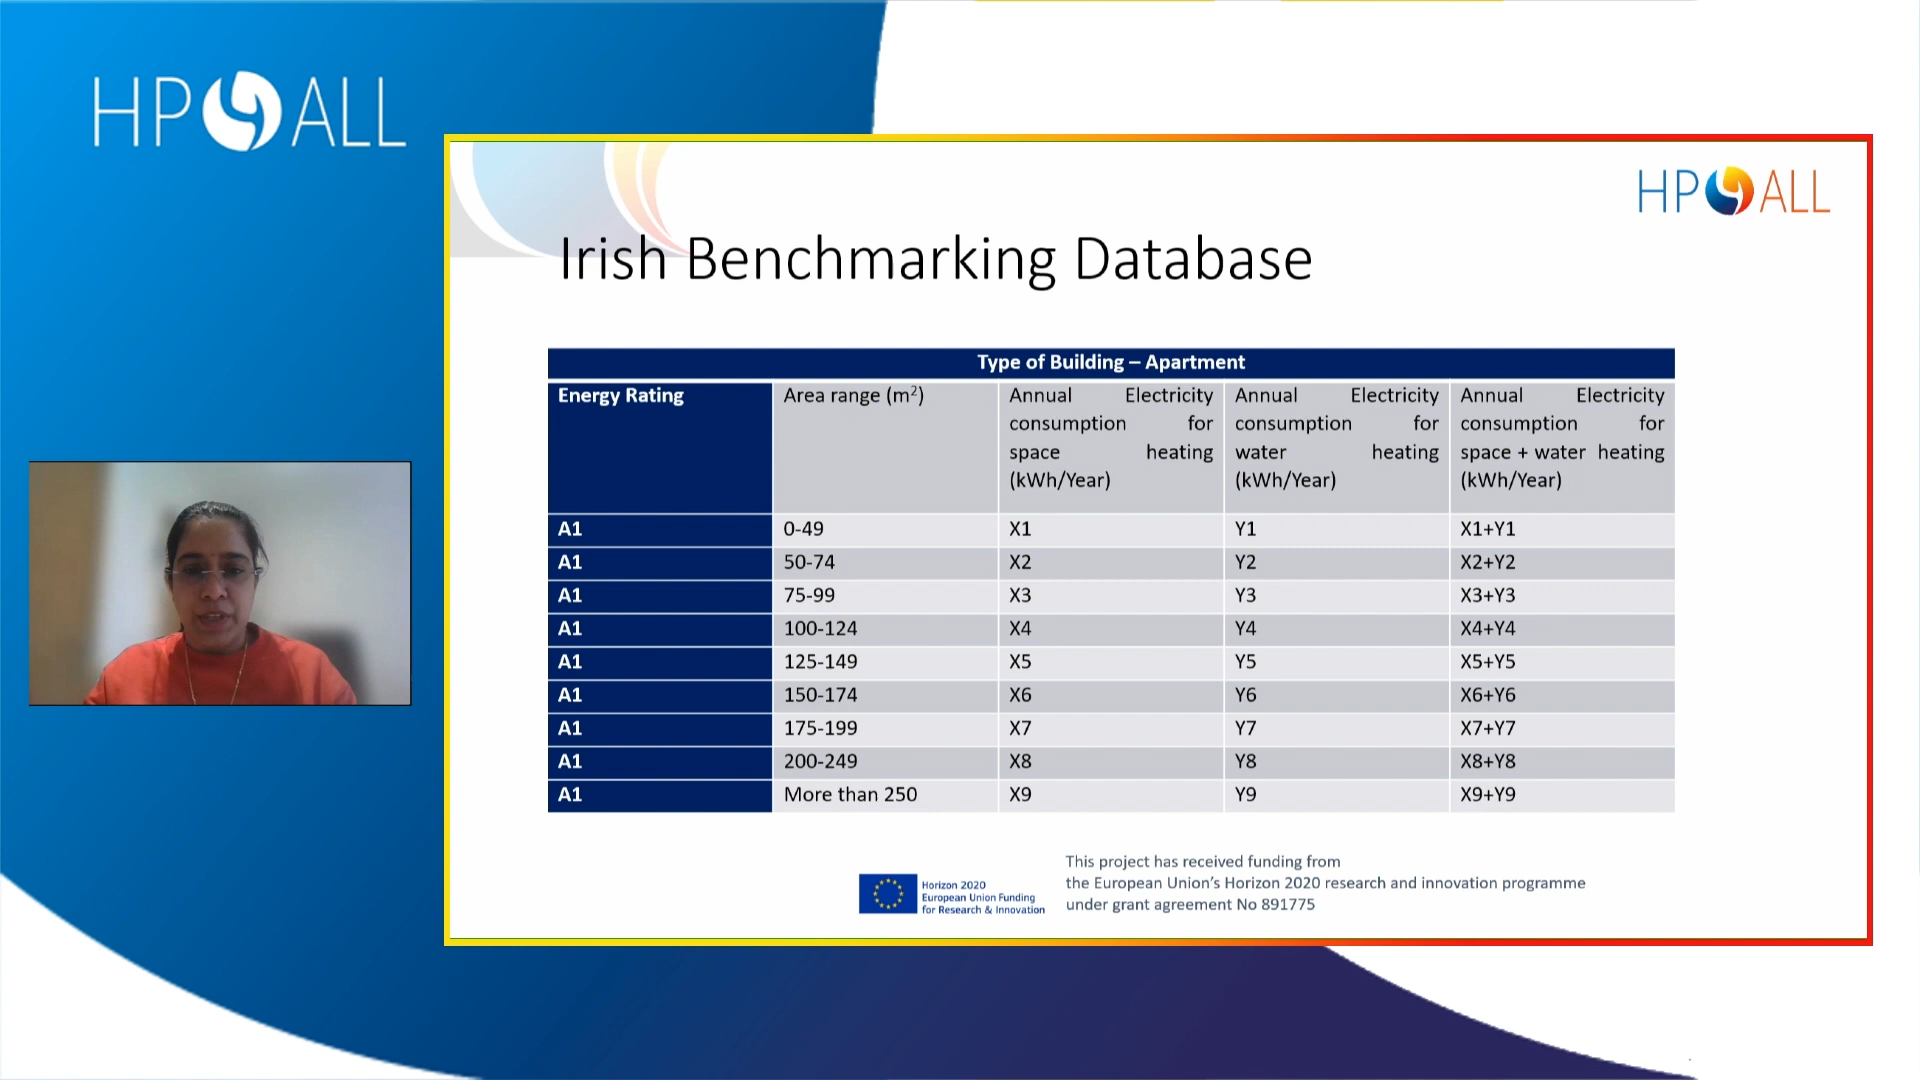 HP4ALL
HP4ALL
Irish Benchmarking Database
Type of Building – Apartment
Energy Rating
Area range (m²)
Annual Electricity
consumption for
space heating
(kWh/Year)
Annual Electricity
consumption for
water heating
(kWh/Year)
Annual Electricity
consumption for
space + water heating
(kWh/Year)
A1 0-49 X1 Y1 X1+Y1
A1 50-74 X2 Y2 X2+Y2
A1 75-99 X3 Y3 X3+Y3
A1 100-124 X4 Y4 X4+Y4
A1 125-149 X5 Y5 X5+Y5
A1 150-174 X6 Y6 X6+Y6
A1 175-199 X7 Y7 X7+Y7
A1 200-249 X8 Y8 X8+Y8
A1 More than 250 X9 Y9 X9+Y9
Horizon 2020
European Union Funding
for Research & Innovation
This project has received funding from
the European Union’s Horizon 2020 research and innovation programme
under grant agreement No 891775